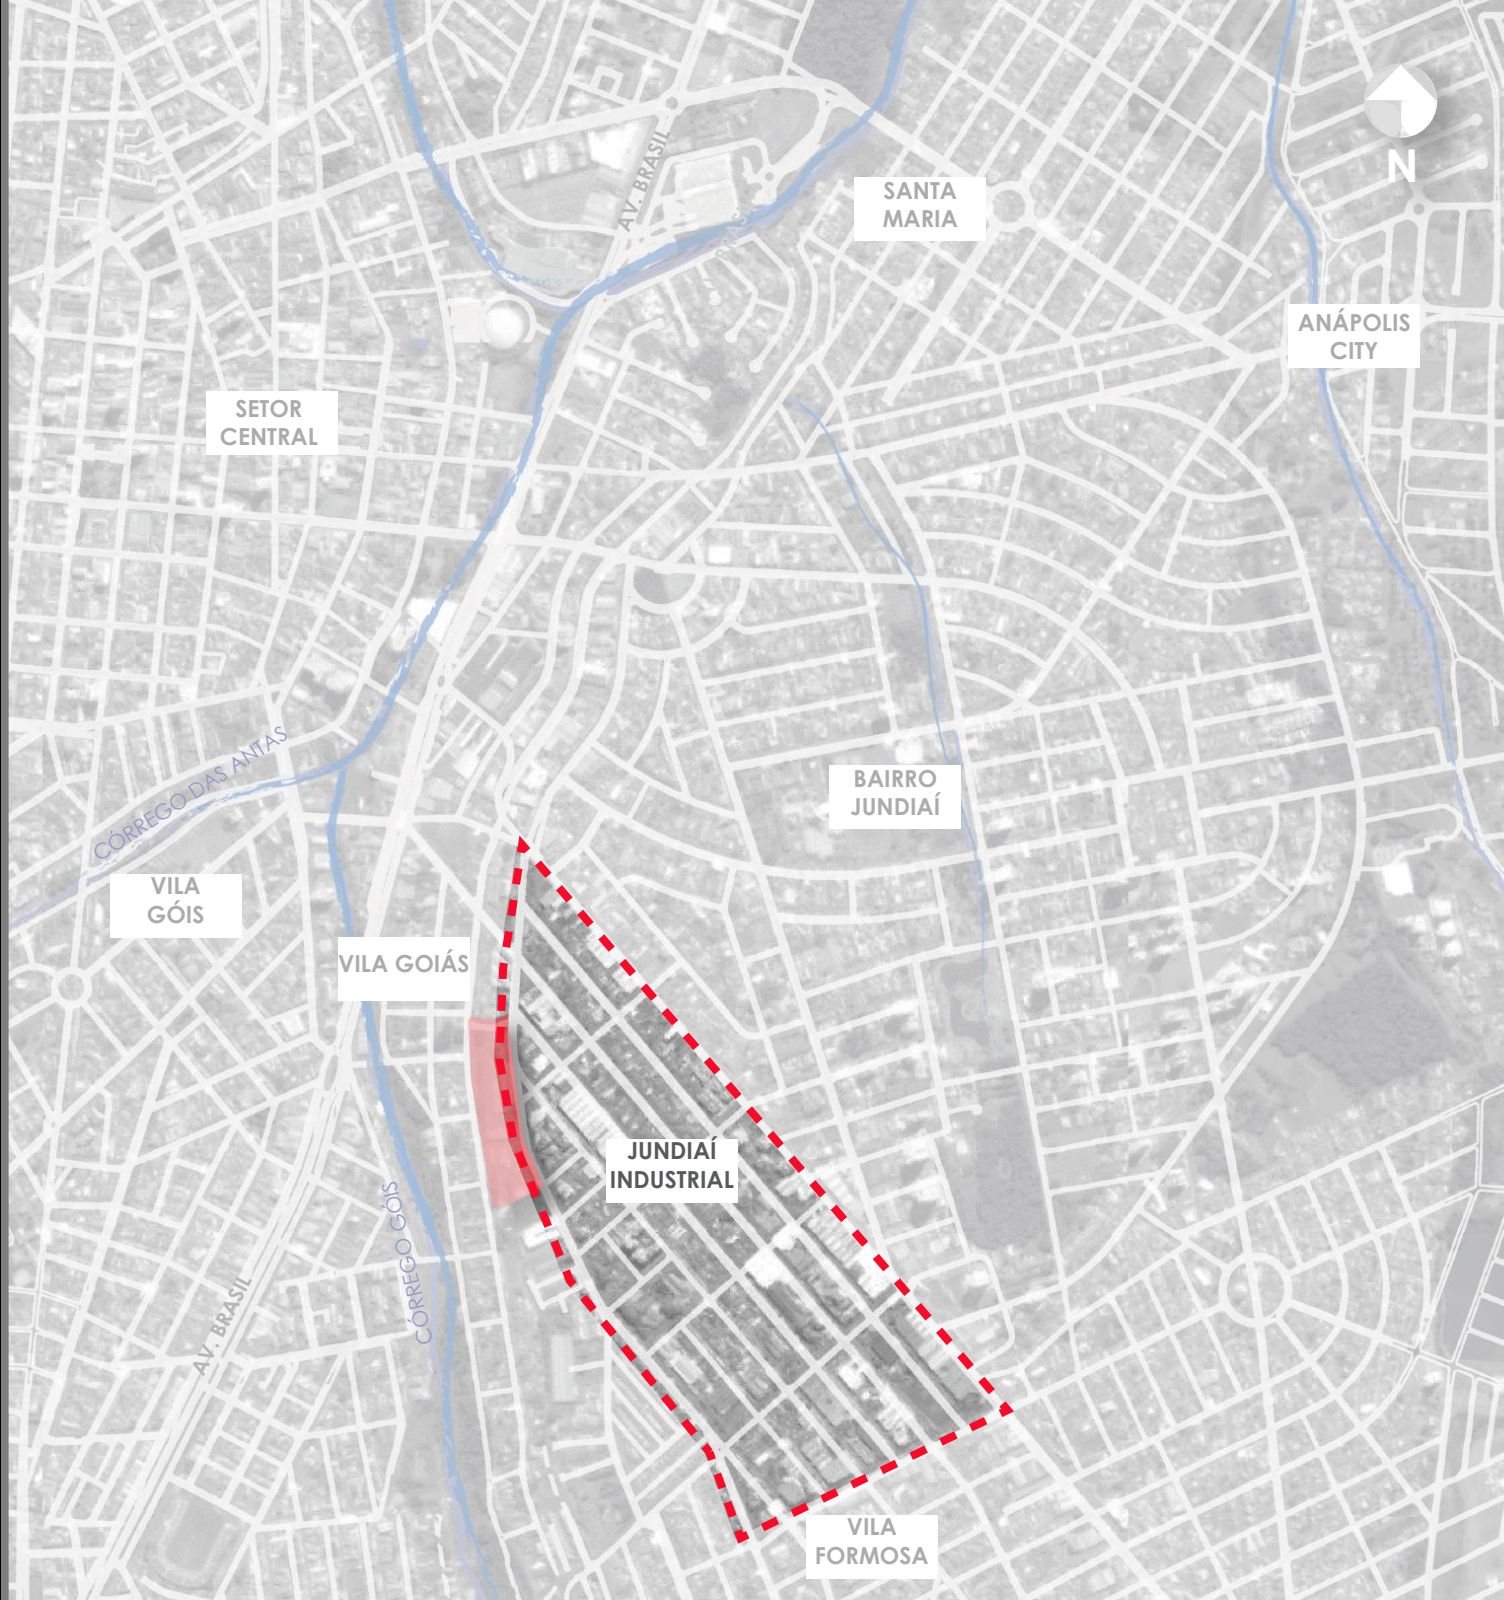 N
AV. BRASIL
SANTA
MARIA
ANÁPOLIS
CITY
SETOR
CENTRAL
CÓRREGO DAS ANTAS
BAIRRO
JUNDIAÍ
VILA
GÓIS
VILA GOIÁS
JUNDIAÍ
INDUSTRIAL
CÓRREGO GÓIS
AV. BRASIL
VILA
FORMOSA